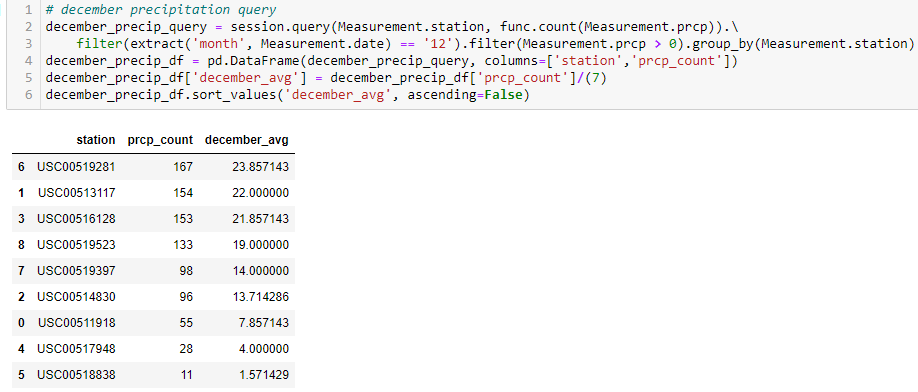 1 # december precipitation query
2 december_precip_query = session.query(Measurement.station, func.count(Measurement.prcp)).\
3     filter(extract('month', Measurement.date) == '12').filter(Measurement.prcp > 0).group_by(Measurement.station)
4 december_precip_df = pd.DataFrame(december_precip_query, columns=['station','prcp_count'])
5 december_precip_df['december_avg'] = december_precip_df['prcp_count']/(7)
6 december_precip_df.sort_values('december_avg', ascending=False)
station prcp_count december_avg
6 USC00519281 167 23.857143
1 USC00513117 154 22.000000
3 USC00516128 153 21.857143
8 USC00519523 133 19.000000
7 USC00519397 98 14.000000
2 USC00514830 96 13.714286
0 USC00511918 55 7.857143
4 USC00517948 28 4.000000
5 USC00518838 11 1.571429